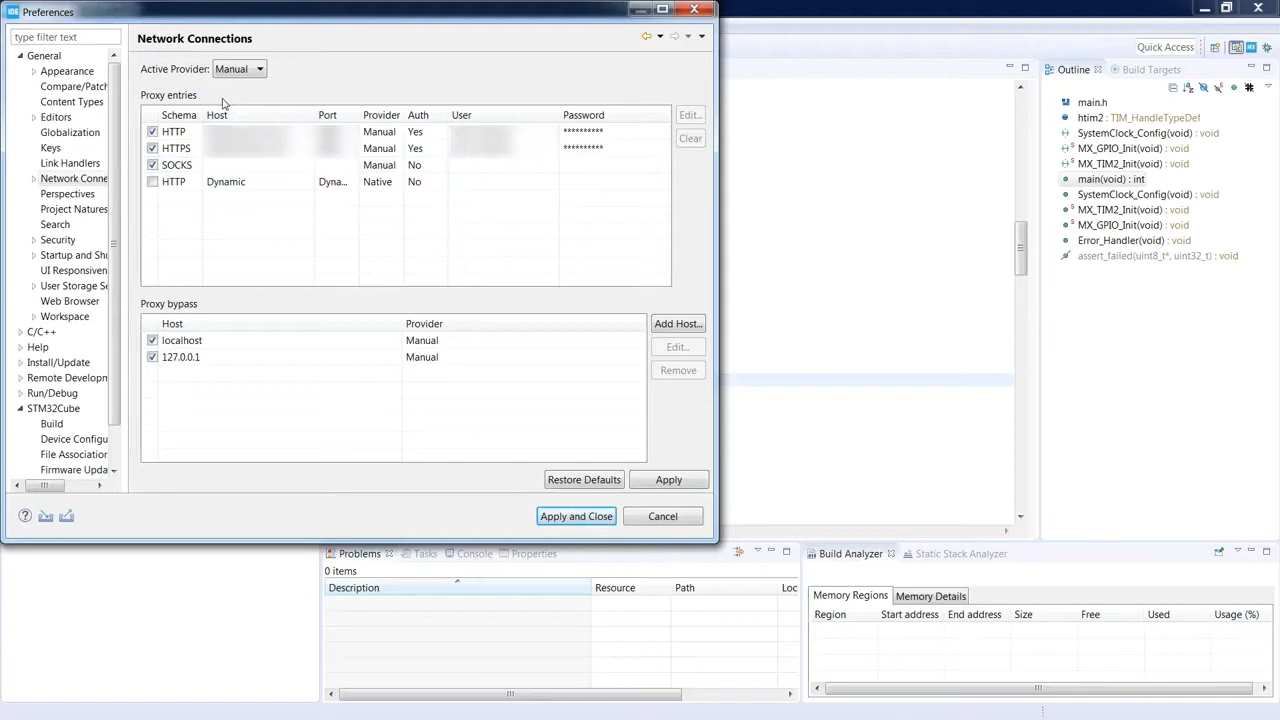 IDE Preferences
type filter text
General
Appearance
Compare/Patch
Content Types
Editors
Globalization
Keys
Link Handlers
Network Conne
Perspectives
Project Natures
Search
Security
Startup and Shu
UI Responsiven
User Storage Se
Web Browser
Workspace
C/C++
Help
Install/Update
Remote Developm
Run/Debug
STM32Cube
Build
Device Configu
File Association
Firmware Upda
Network Connections
Active Provider: Manual
Proxy entries
Schema Host Port Provider Auth User Password
HTTP Manual Yes **********
HTTPS Manual Yes **********
SOCKS Manual No
HTTP Dynamic Dyna... Native No
Edit...
Clear
Proxy bypass
Host Provider
localhost Manual
127.0.0.1 Manual
Add Host...
Edit...
Remove
Restore Defaults Apply
Apply and Close Cancel
Quick Access MX
Outline Build Targets
main.h
htim2 : TIM_HandleTypeDef
SystemClock_Config(void) : void
MX_GPIO_Init(void) : void
MX_TIM2_Init(void) : void
main(void) : int
SystemClock_Config(void) : void
MX_TIM2_Init(void) : void
MX_GPIO_Init(void) : void
Error_Handler(void) : void
assert_failed(uint8_t*, uint32_t) : void
Problems Tasks Console Properties
0 items
Description Resource Path Loc
Build Analyzer Static Stack Analyzer
Memory Regions Memory Details
Region Start address End address Size Free Used Usage (%)